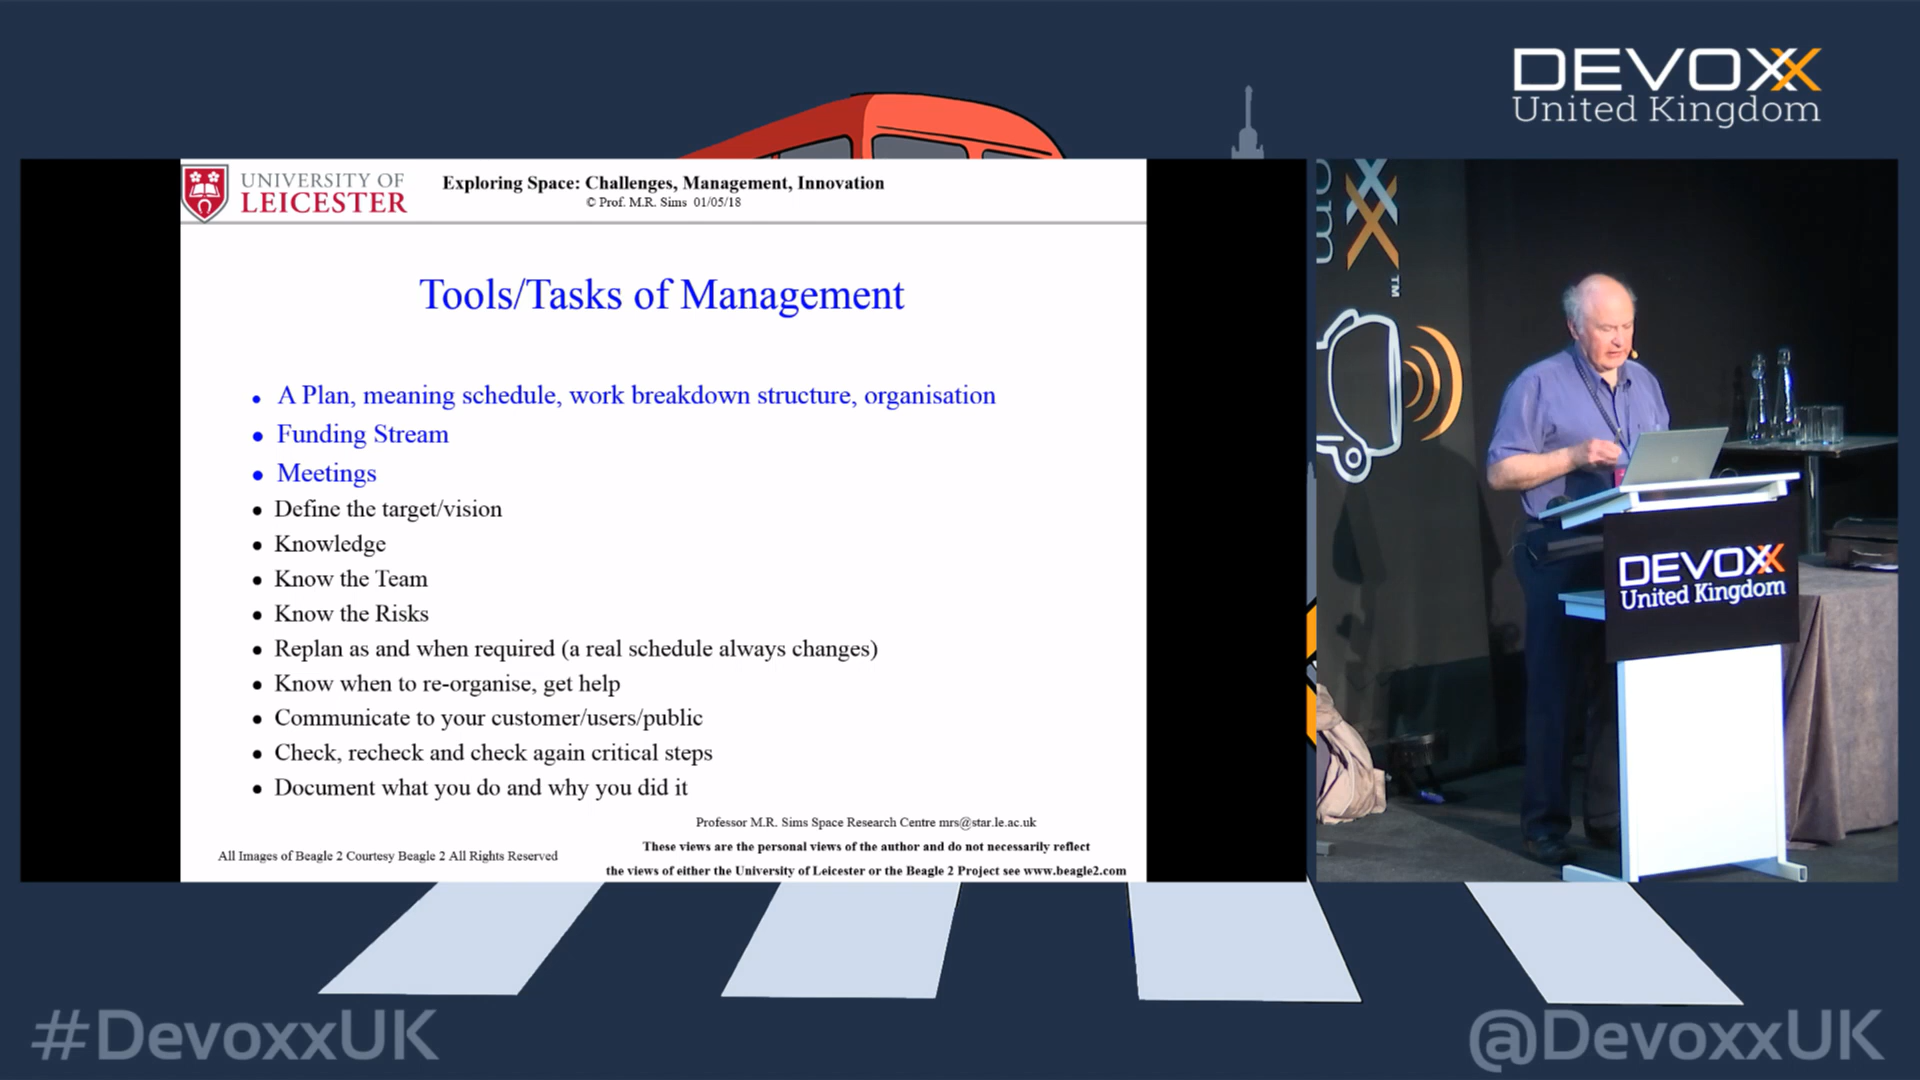 DEVOXX
United Kingdom
UNIVERSITY OF
LEICESTER
Exploring Space: Challenges, Management, Innovation
© Prof. M.R. Sims 01/05/18
Tools/Tasks of Management
• A Plan, meaning schedule, work breakdown structure, organisation
• Funding Stream
• Meetings
• Define the target/vision
• Knowledge
• Know the Team
• Know the Risks
• Replan as and when required (a real schedule always changes)
• Know when to re-organise, get help
• Communicate to your customer/users/public
• Check, recheck and check again critical steps
• Document what you do and why you did it
Professor M.R. Sims Space Research Centre mrs@star.le.ac.uk
All Images of Beagle 2 Courtesy Beagle 2 All Rights Reserved
These views are the personal views of the author and do not necessarily reflect
the views of either the University of Leicester or the Beagle 2 Project see www.beagle2.com
TM
DEVOXX
United Kingdom
#DevoxxUK
@DevoxxUK